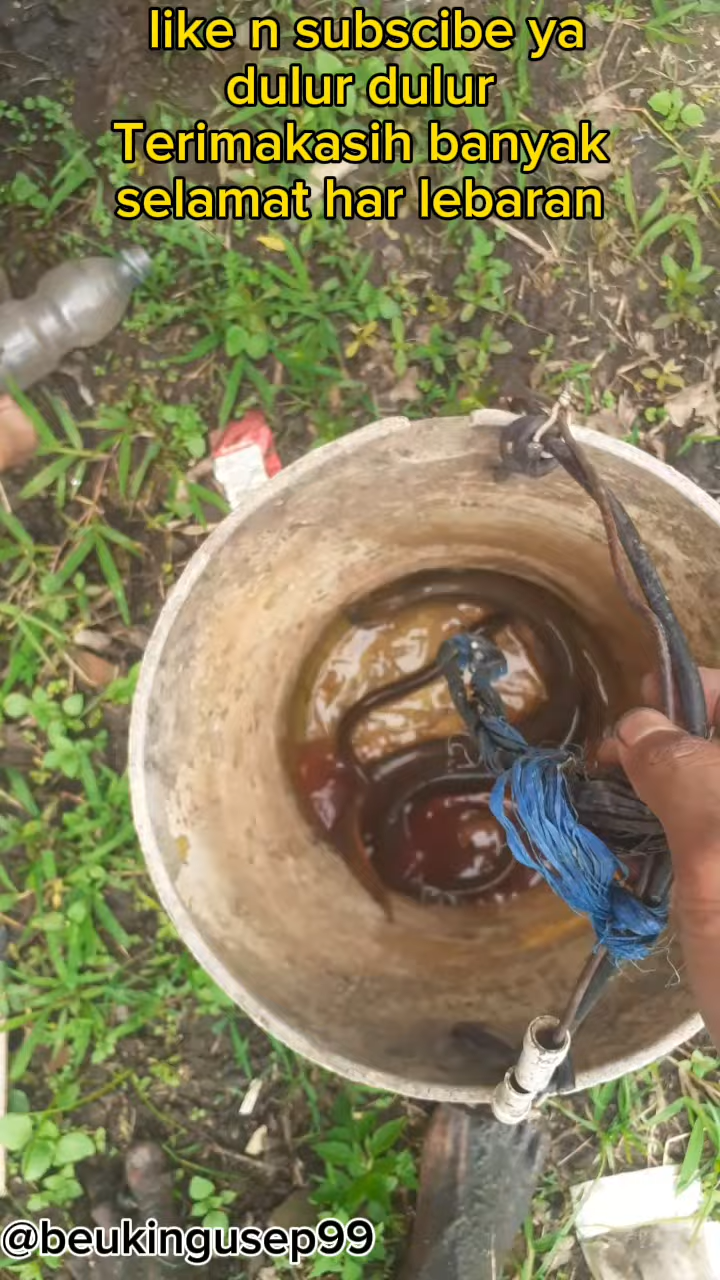 like n subscibe ya
dulur dulur
Terimakasih banyak
selamat har lebaran
@beukingusep99